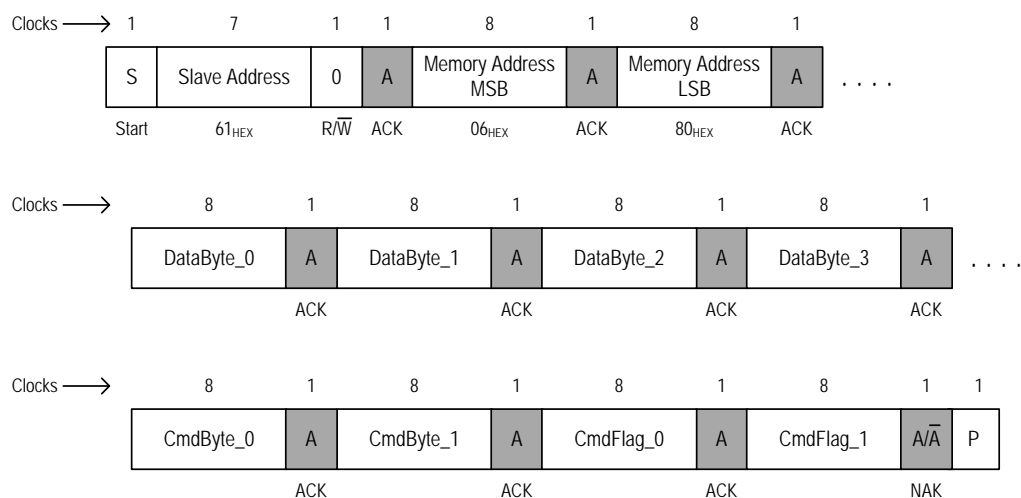 Clocks 1 7 1 1 8 1 8 1
S Slave Address 0 A Memory Address MSB A Memory Address LSB A . . . .
Start 61HEX R/W̅ ACK 06HEX ACK 80HEX ACK
Clocks 8 1 8 1 8 1 8 1
DataByte_0 A DataByte_1 A DataByte_2 A DataByte_3 A . . . .
ACK ACK ACK ACK
Clocks 8 1 8 1 8 1 8 1 1
CmdByte_0 A CmdByte_1 A CmdFlag_0 A CmdFlag_1 A/A̅ P
ACK ACK ACK NAK